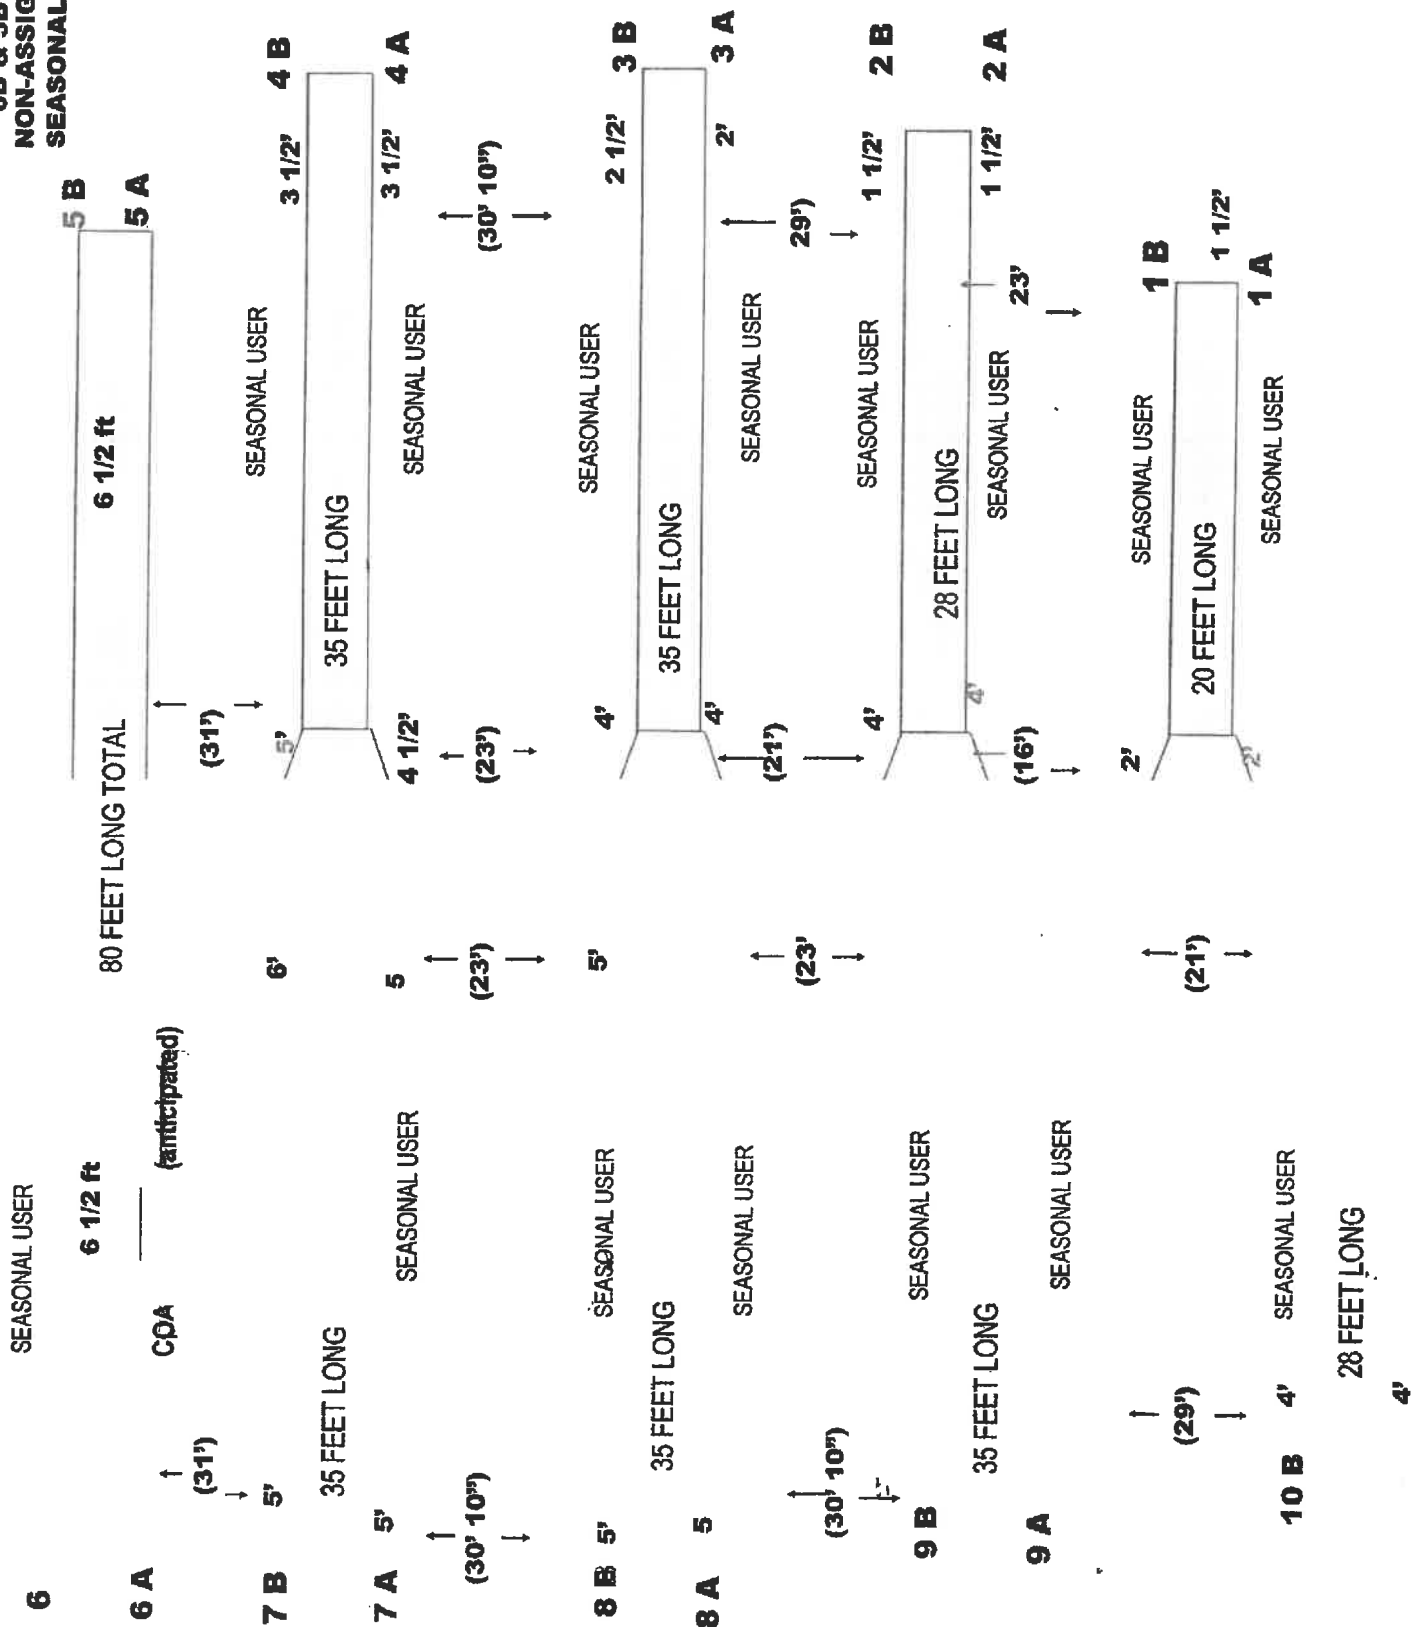 NON-ASSIG
SEASONAL
SEASONAL USER
6
6 1/2 ft
6 A
CDA
(anticipated)
80 FEET LONG TOTAL
6 1/2 ft
5 B
5 A
(31')
(31')
7 B
5'
35 FEET LONG
7 A
5'
SEASONAL USER
6'
5
SEASONAL USER
5'
35 FEET LONG
3 1/2'
4 B
4 1/2'
SEASONAL USER
3 1/2'
4 A
(30' 10")
(23')
(23')
(30' 10")
8 B
5'
SEASONAL USER
5'
35 FEET LONG
8 A
5
SEASONAL USER
SEASONAL USER
4'
35 FEET LONG
2 1/2'
3 B
4'
SEASONAL USER
2'
3 A
(30' 10")
(23'
(21')
29')
9 B
SEASONAL USER
35 FEET LONG
9 A
SEASONAL USER
SEASONAL USER
4'
28 FEET LONG
1 1/2'
2 B
4'
SEASONAL USER
1 1/2'
2 A
(29')
(21')
(16')
23'
10 B
4'
SEASONAL USER
28 FEET LONG
4'
SEASONAL USER
2'
20 FEET LONG
1 B
1 1/2'
2'
SEASONAL USER
1 A